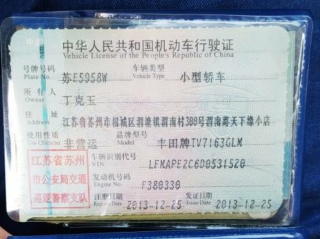 中华人民共和国机动车行驶证
Vehicle License of the People's Republic of China
号牌号码 苏E5958W 车辆类型 小型轿车
Plate No. Vehicle Type
所有人 丁克玉
Owner
住址 江苏省苏州市相城区渭塘镇渭南村300号渭南寿天下缘小店
Address
使用性质 非营运 品牌型号 丰田牌TV7163GLM
江苏省苏州 车辆识别代号 LFMAPE2C6D0531520
市公安局交通 VIN
巡逻警察支队 发动机号码 F380330
Engine No.
注册日期 2013-12-25 发证日期 2013-12-25
Register Date Issue Date